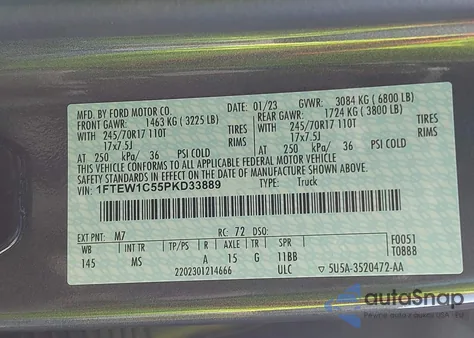 MFD. BY FORD MOTOR CO. 01/23 GVWR: 3084 KG ( 6800 LB)
FRONT GAWR: 1463 KG ( 3225 LB) REAR GAWR: 1724 KG ( 3800 LB)
WITH WITH
245/70R17 110T TIRES 245/70R17 110T TIRES
17x7.5J RIMS 17x7.5J RIMS
AT 250 kPa/ 36 PSI COLD AT 250 kPa/ 36 PSI COLD
THIS VEHICLE CONFORMS TO ALL APPLICABLE FEDERAL MOTOR VEHICLE
SAFETY STANDARDS IN EFFECT ON THE DATE OF MANUFACTURE SHOWN ABOVE.
VIN: 1FTEW1C55PKD33889 TYPE: Truck
EXT PNT: M7 RC: 72 DSO:
WB INT TR TP/PS R AXLE TR SPR F0051
145 MS A 15 G 11BB T0888
2202301214666 ULC 5U5A-3520472-AA
autoSnap